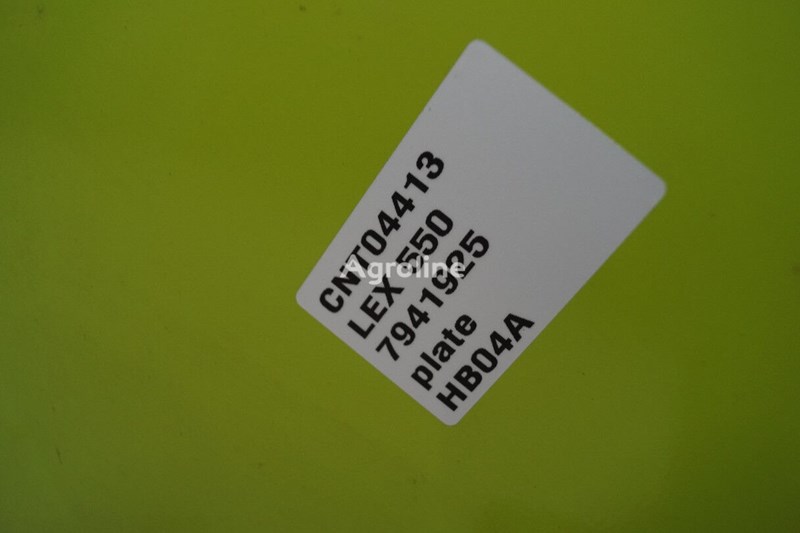 CNT04413
LEX 550
7941925
plate
HB04A
Agroline